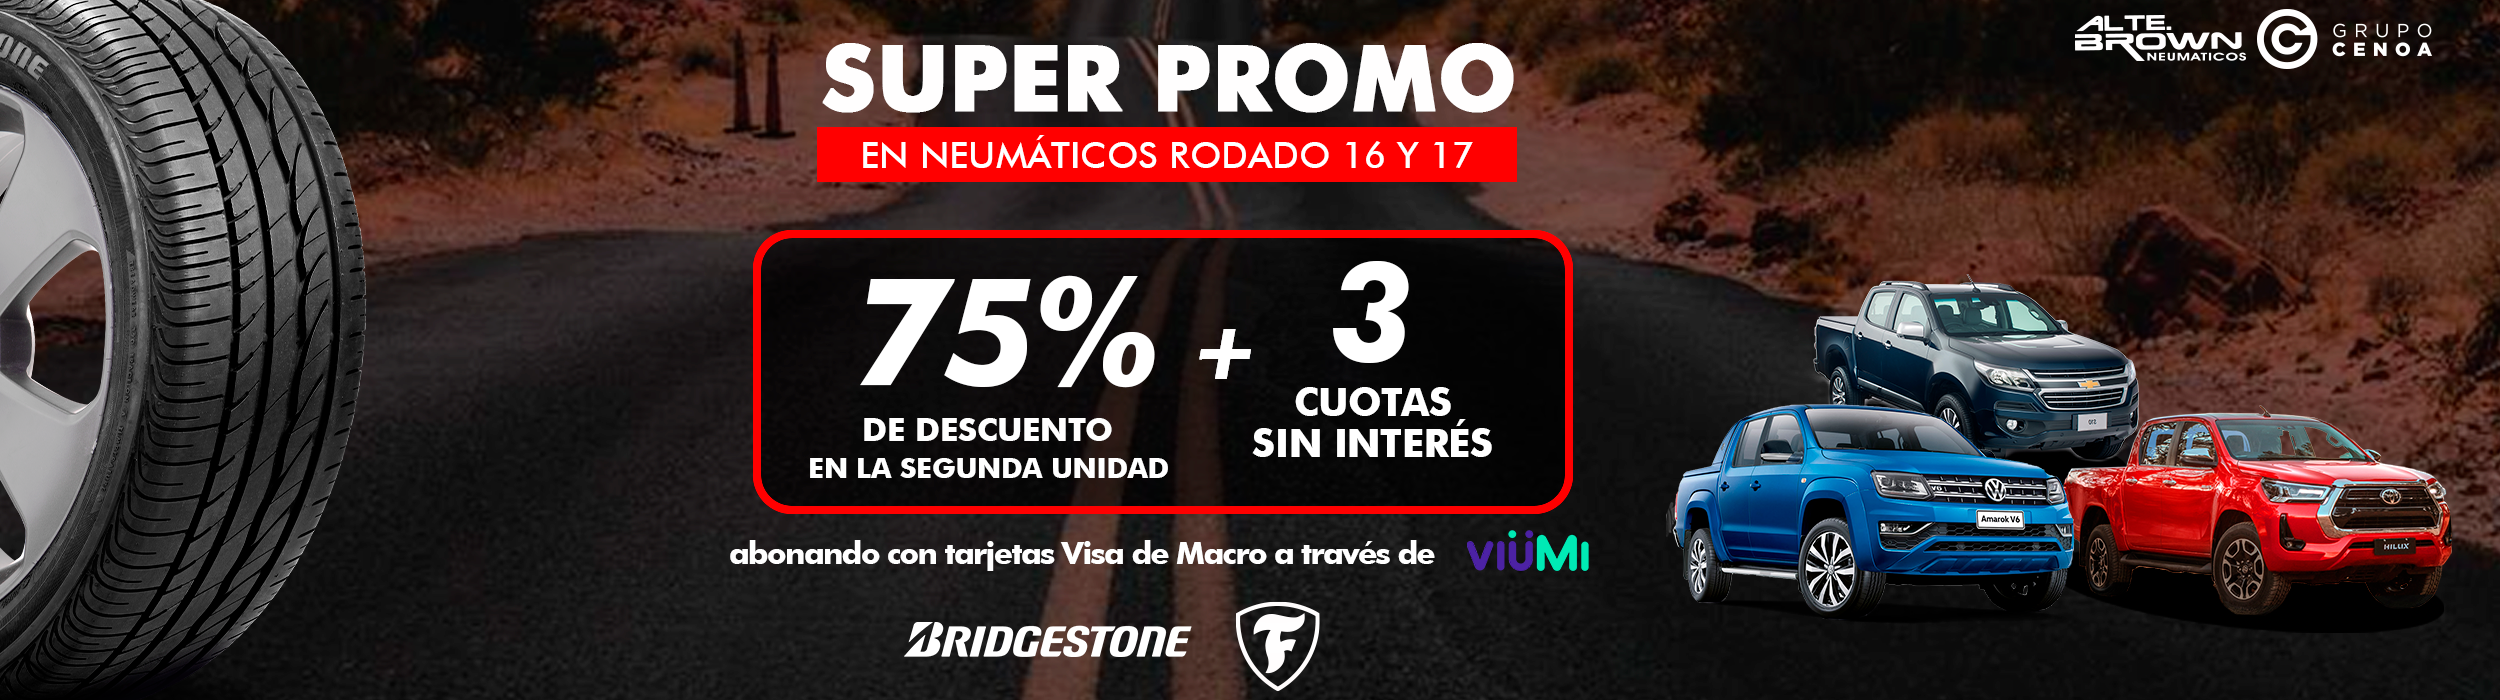 ALTE.
BROWN
NEUMATICOS
GRUPO
CENOA
SUPER PROMO
EN NEUMÁTICOS RODADO 16 Y 17
75%
DE DESCUENTO
EN LA SEGUNDA UNIDAD
+
3
CUOTAS
SIN INTERÉS
abonando con tarjetas Visa de Macro a través de VIÜMI
BRIDGESTONE
F
Amarok V6
HILUX
V6